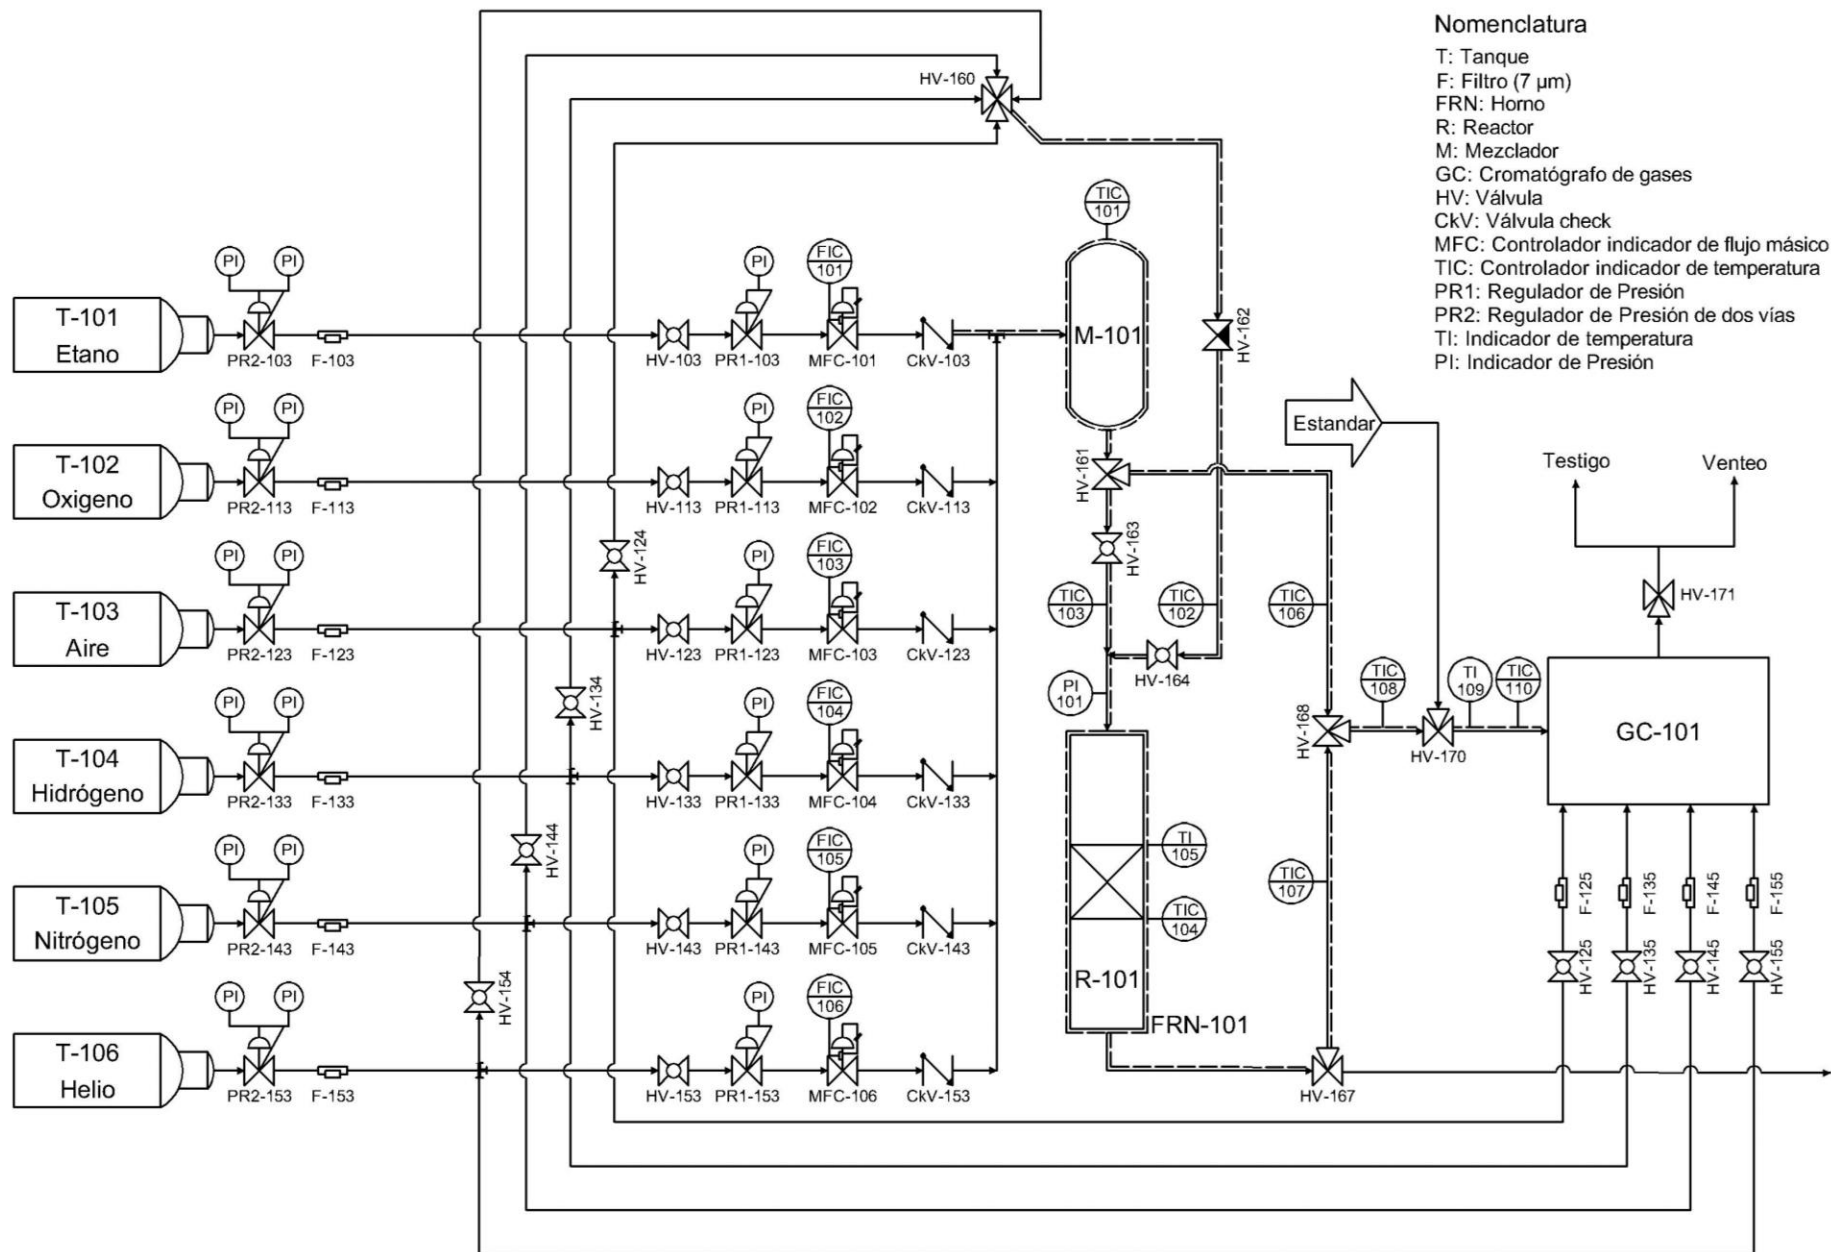 Nomenclatura
T: Tanque
F: Filtro (7 µm)
FRN: Horno
R: Reactor
M: Mezclador
GC: Cromatógrafo de gases
HV: Válvula
CkV: Válvula check
MFC: Controlador indicador de flujo másico
TIC: Controlador indicador de temperatura
PR1: Regulador de Presión
PR2: Regulador de Presión de dos vías
TI: Indicador de temperatura
PI: Indicador de Presión
HV-160
TIC
101
M-101
HV-162
PI PI PI FIC
101
T-101
Etano
PR2-103 F-103 HV-103 PR1-103 MFC-101 CkV-103
PI PI PI FIC
102
T-102
Oxigeno
PR2-113 F-113 HV-113 PR1-113 MFC-102 CkV-113
HV-124
PI PI PI FIC
103
T-103
Aire
PR2-123 F-123 HV-123 PR1-123 MFC-103 CkV-123
HV-134
PI PI PI FIC
104
T-104
Hidrógeno
PR2-133 F-133 HV-133 PR1-133 MFC-104 CkV-133
HV-144
PI PI PI FIC
105
T-105
Nitrógeno
PR2-143 F-143 HV-143 PR1-143 MFC-105 CkV-143
HV-154
PI PI PI FIC
106
T-106
Helio
PR2-153 F-153 HV-153 PR1-153 MFC-106 CkV-153
HV-161
HV-163
TIC
103
TIC
102
TIC
106
HV-164
PI
101
TI
105
TIC
104
R-101
FRN-101
TIC
107
HV-167
HV-168
Estandar
TIC
108
TI
109
TIC
110
HV-170
Testigo
Venteo
HV-171
GC-101
F-125
F-135
F-145
F-155
HV-125
HV-135
HV-145
HV-155